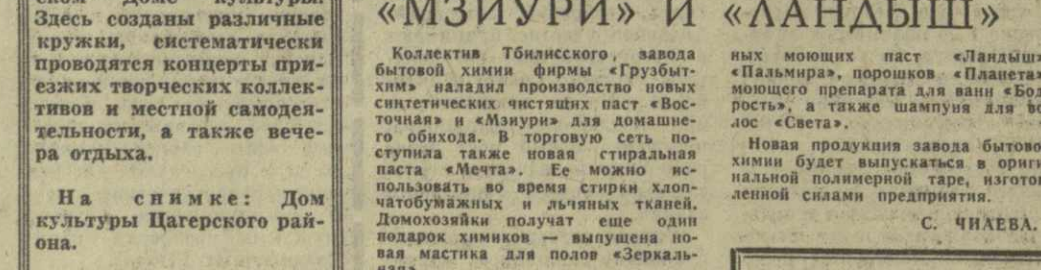 ском Доме культуры.
Здесь созданы различные
кружки, систематически
проводятся концерты при-
езжих творческих коллек-
тивов и местной самодея-
тельности, а также вече-
ра отдыха.
На снимке: Дом
культуры Цагерского рай-
она.
«МЗИУРИ» И «ЛАНДЫШ»
Коллектив Тбилисского завода
бытовой химии фирмы «Грузбыт-
хим» наладил производство новых
синтетических чистящих паст «Вос-
точная» и «Мзиури» для домашне-
го обихода. В торговую сеть по-
ступила также новая стиральная
паста «Мечта». Ее можно ис-
пользовать во время стирки хлоп-
чатобумажных и льчяных тканей.
Домохозяйки получат еще один
подарок химиков — выпущена но-
вая мастика для полов «Зеркаль-
ная».
ных моющих паст «Ландыш»
«Пальмира», порошков «Планета»
моющего препарата для ванн «Бод
рость», а также шампуня для во
лос «Света».
Новая продукция завода бытово
химии будет выпускаться в ориги
нальной полимерной таре, изготов
ленной силами предприятия.
С. ЧИАЕВА.